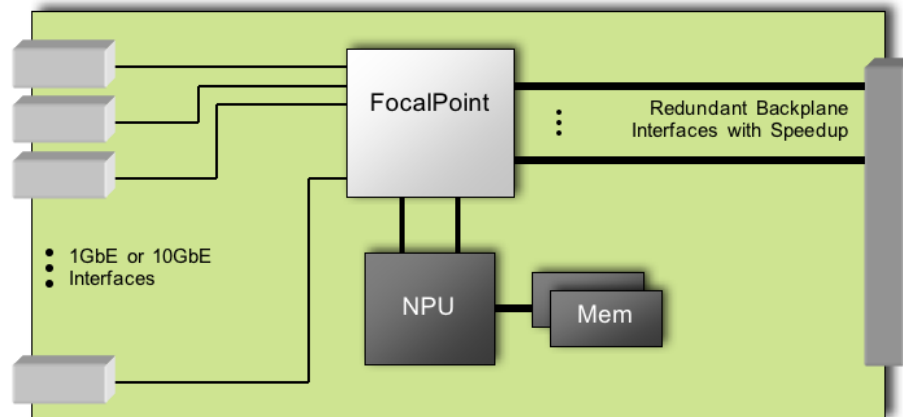 FocalPoint
Redundant Backplane
Interfaces with Speedup
1GbE or 10GbE
Interfaces
NPU
Mem